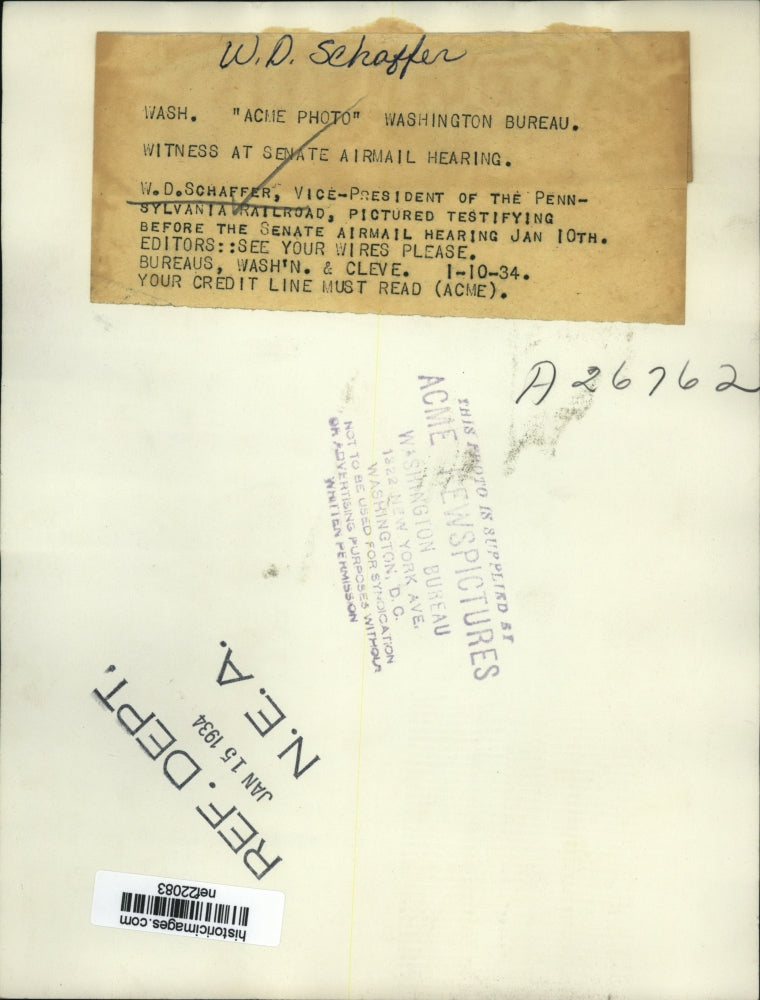 W.D. Schaffer
WASH. "ACME PHOTO" WASHINGTON BUREAU.
WITNESS AT SENATE AIRMAIL HEARING.
W.D.SCHAFFER, VICE-PRESIDENT OF THE PENN-
SYLVANIA RAILROAD, PICTURED TESTIFYING
BEFORE THE SENATE AIRMAIL HEARING JAN 10TH.
EDITORS::SEE YOUR WIRES PLEASE.
BUREAUS, WASH'N. & CLEVE. 1-10-34.
YOUR CREDIT LINE MUST READ (ACME).
A26762
THIS PHOTO IS SUPPLIED BY
ACME NEWSPICTURES
WASHINGTON BUREAU
1322 NEW YORK AVE.
WASHINGTON, D.C.
NOT TO BE USED FOR SYNDICATION
OR ADVERTISING PURPOSES WITHOUT
WRITTEN PERMISSION
REF. DEPT.
JAN 15 1934
N.E.A.
historicimages.com
nef22083